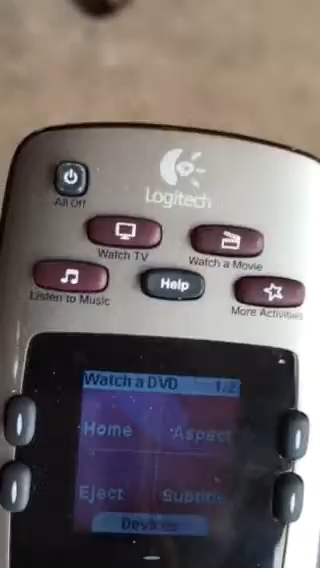 Logitech
All Off
Watch TV
Watch a Movie
Listen to Music
Help
More Activities
Watch a DVD 1/2
Home Aspect
Eject
Devices